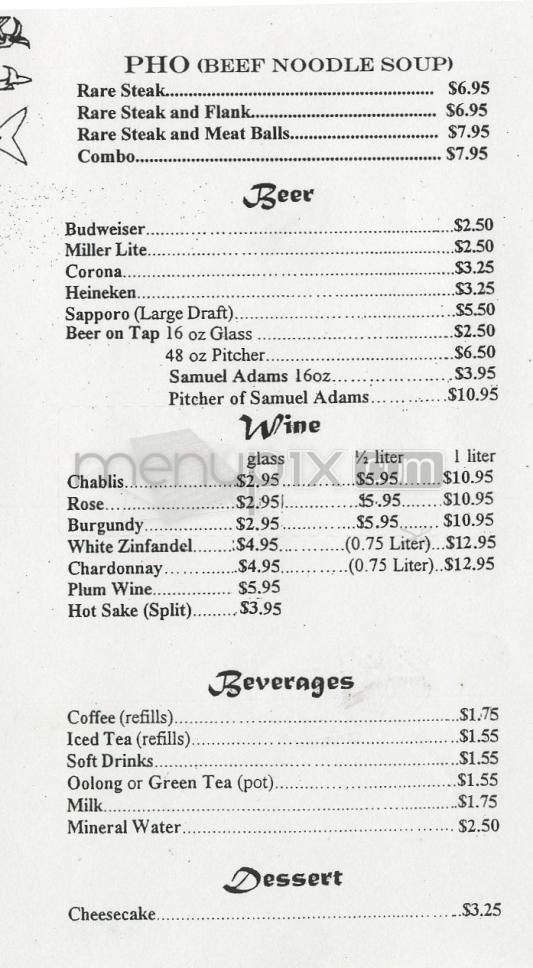 PHO (BEEF NOODLE SOUP)
Rare Steak.......................................................... $6.95
Rare Steak and Flank........................................ $6.95
Rare Steak and Meat Balls................................ $7.95
Combo................................................................. $7.95
Beer
Budweiser.................................................$2.50
Miller Lite.................................................$2.50
Corona......................................................$3.25
Heineken...................................................$3.25
Sapporo (Large Draft)...................................$5.50
Beer on Tap 16 oz Glass ................................$2.50
48 oz Pitcher.................................$6.50
Samuel Adams 16oz.....................$3.95
Pitcher of Samuel Adams.............$10.95
Wine
menupix.com
glass ½ liter 1 liter
Chablis...................$2.95...............$5.95.........$10.95
Rose.......................$2.95...............$5.95........$10.95
Burgundy................$2.95...............$5.95........$10.95
White Zinfandel.......$4.95............(0.75 Liter)...$12.95
Chardonnay.............$4.95............(0.75 Liter)..$12.95
Plum Wine................ $5.95
Hot Sake (Split)......... $3.95
Beverages
Coffee (refills)..................................................$1.75
Iced Tea (refills)................................................$1.55
Soft Drinks......................................................$1.55
Oolong or Green Tea (pot)..................................$1.55
Milk................................................................$1.75
Mineral Water.................................................. $2.50
Dessert
Cheesecake.......................................................$3.25